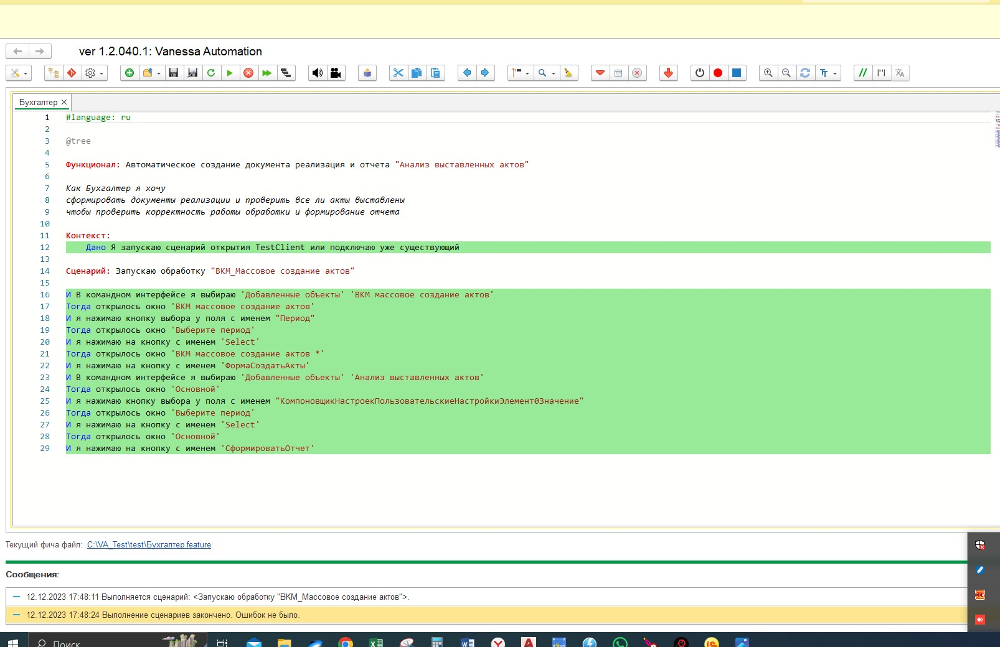 ver 1.2.040.1: Vanessa Automation
Бухгалтер
1 #language: ru
2
3 @tree
4
5 Функционал: Автоматическое создание документа реализация и отчета "Анализ выставленных актов"
6
7 Как Бухгалтер я хочу
8 сформировать документы реализации и проверить все ли акты выставлены
9 чтобы проверить корректность работы обработки и формирование отчета
10
11 Контекст:
12 Дано Я запускаю сценарий открытия TestClient или подключаю уже существующий
13
14 Сценарий: Запускаю обработку "ВКМ_Массовое создание актов"
15
16 И В командном интерфейсе я выбираю 'Добавленные объекты' 'ВКМ массовое создание актов'
17 Тогда открылось окно 'ВКМ массовое создание актов'
18 И я нажимаю кнопку выбора у поля с именем "Период"
19 Тогда открылось окно 'Выберите период'
20 И я нажимаю на кнопку с именем 'Select'
21 Тогда открылось окно 'ВКМ массовое создание актов *'
22 И я нажимаю на кнопку с именем 'ФормаСоздатьАкты'
23 И В командном интерфейсе я выбираю 'Добавленные объекты' 'Анализ выставленных актов'
24 Тогда открылось окно 'Основной'
25 И я нажимаю кнопку выбора у поля с именем "КомпоновщикНастроекПользовательскиеНастройкиЭлемент0Значение"
26 Тогда открылось окно 'Выберите период'
27 И я нажимаю на кнопку с именем 'Select'
28 Тогда открылось окно 'Основной'
29 И я нажимаю на кнопку с именем 'СформироватьОтчет'
Текущий фича файл: C:\VA_Test\test\Бухгалтер.feature
Сообщения:
12.12.2023 17:48:11 Выполняется сценарий: <Запускаю обработку "ВКМ_Массовое создание актов">.
12.12.2023 17:48:24 Выполнение сценариев закончено. Ошибок не было.
Поиск